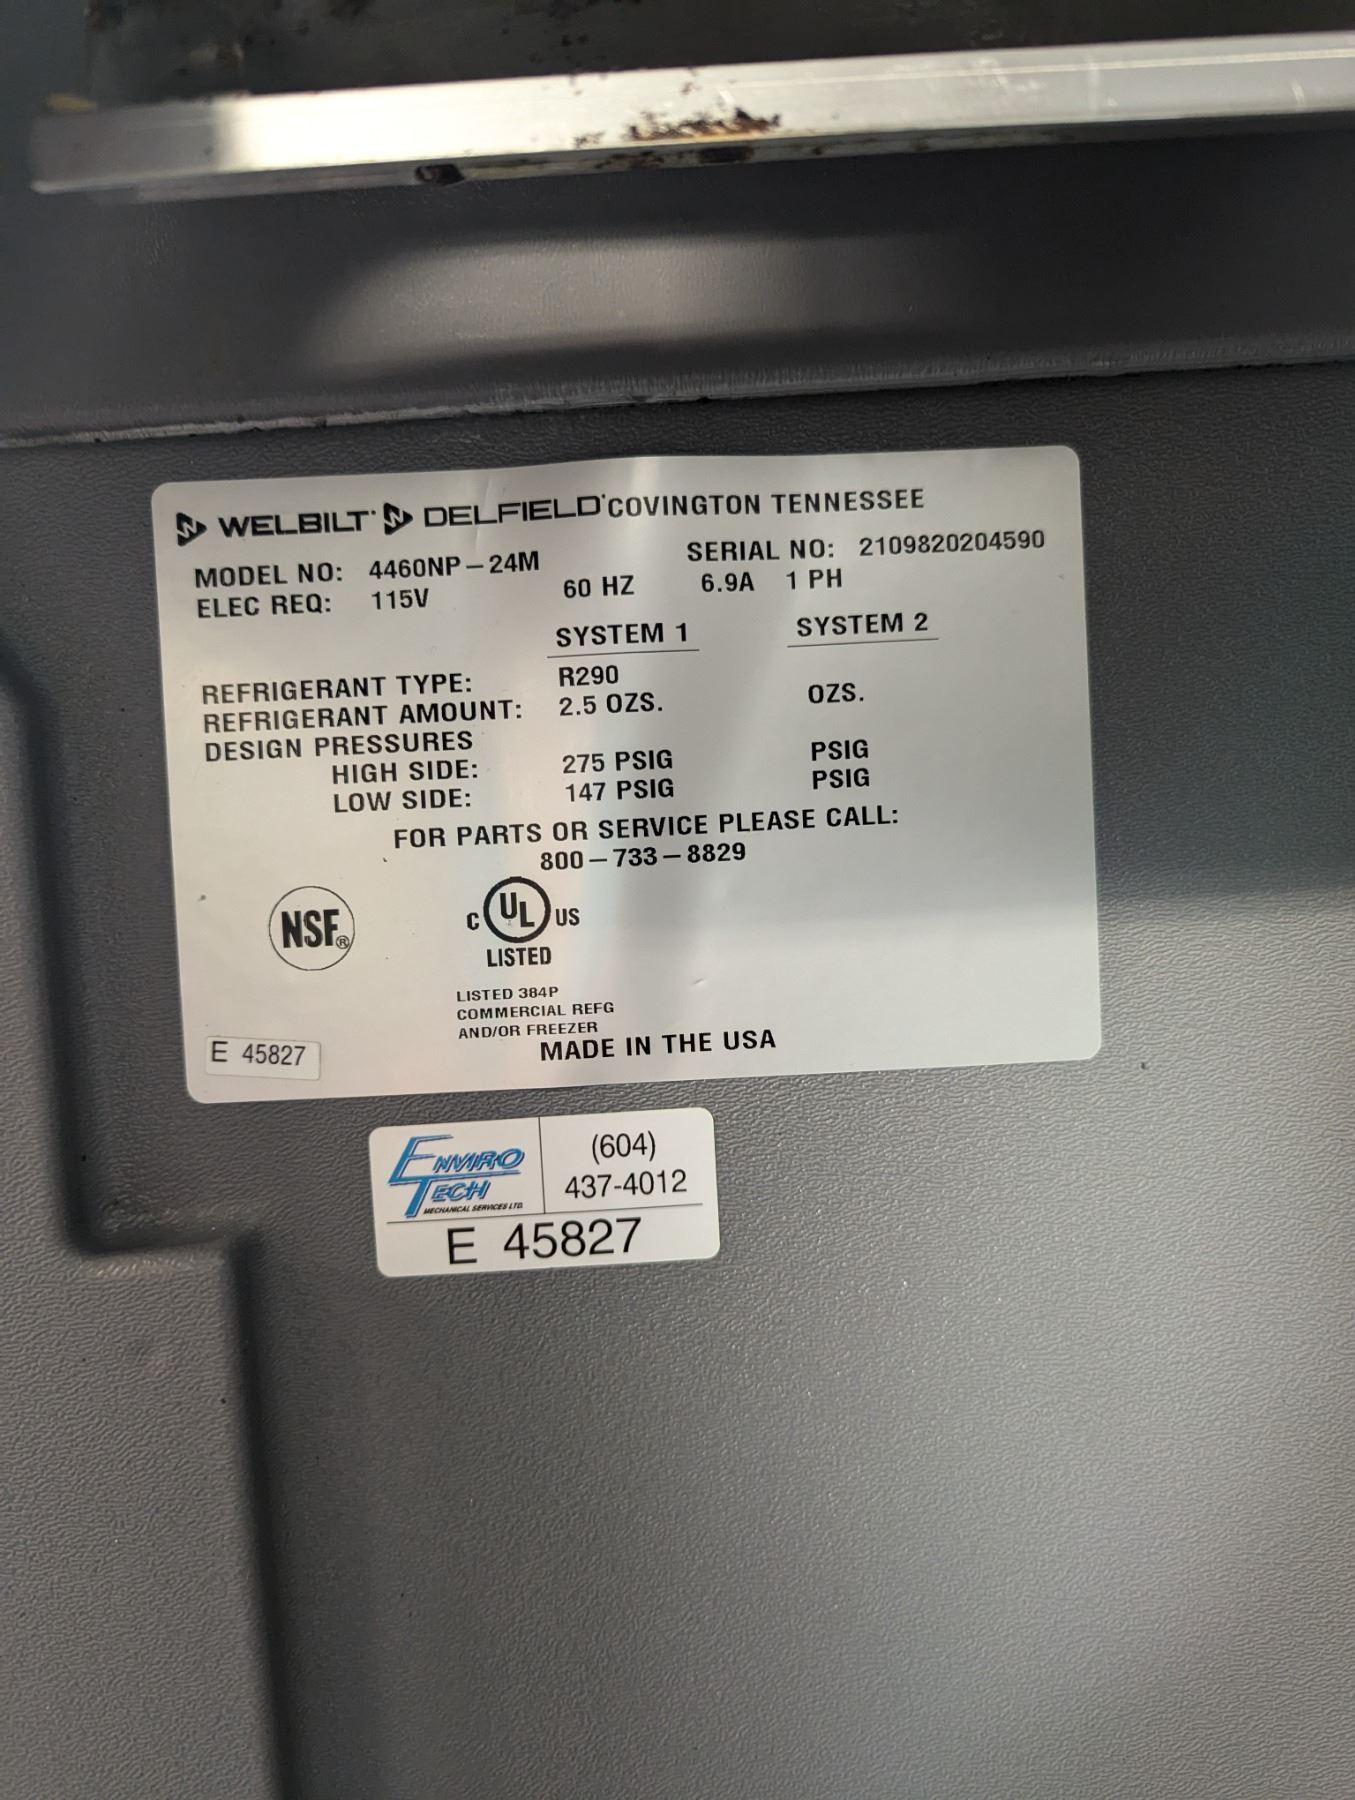 WELBILT DELFIELD COVINGTON TENNESSEE
MODEL NO: 4460NP-24M SERIAL NO: 2109820204590
ELEC REQ: 115V 60 HZ 6.9A 1 PH
SYSTEM 1 SYSTEM 2
REFRIGERANT TYPE: R290
REFRIGERANT AMOUNT: 2.5 OZS. OZS.
DESIGN PRESSURES
HIGH SIDE: 275 PSIG PSIG
LOW SIDE: 147 PSIG PSIG
FOR PARTS OR SERVICE PLEASE CALL:
800-733-8829
NSF®
C UL US
LISTED
LISTED 384P
COMMERCIAL REFG
AND/OR FREEZER
MADE IN THE USA
E 45827
ENVIRO
TECH
MECHANICAL SERVICES LTD.
(604)
437-4012
E 45827